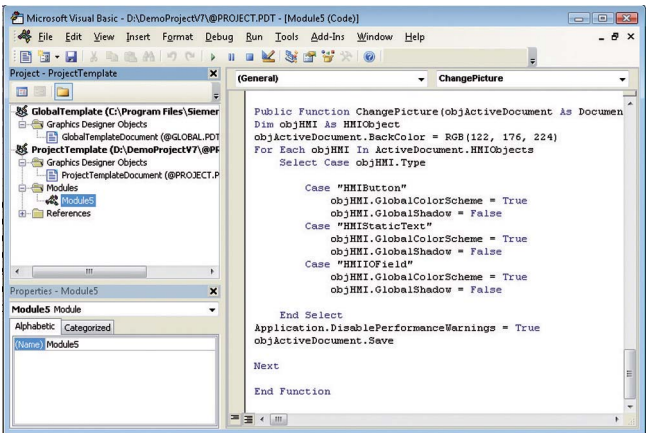 Microsoft Visual Basic - D:\DemoProjectV7\@PROJECT.PDT - [Module5 (Code)]
File Edit View Insert Format Debug Run Tools Add-Ins Window Help
Project - ProjectTemplate
GlobalTemplate (C:\Program Files\Siemer
Graphics Designer Objects
GlobalTemplateDocument (@GLOBAL.PDT
ProjectTemplate (D:\DemoProjectV7\@PR
Graphics Designer Objects
ProjectTemplateDocument (@PROJECT.P
Modules
Module5
References
Properties - Module5
Module5 Module
Alphabetic Categorized
(Name) Module5
(General) ChangePicture
Public Function ChangePicture(objActiveDocument As Documen
Dim objHMI As HMIObject
objActiveDocument.BackColor = RGB(122, 176, 224)
For Each objHMI In ActiveDocument.HMIObjects
Select Case objHMI.Type
Case "HMIButton"
objHMI.GlobalColorScheme = True
objHMI.GlobalShadow = False
Case "HMIStaticText"
objHMI.GlobalColorScheme = True
objHMI.GlobalShadow = False
Case "HMIIOField"
objHMI.GlobalColorScheme = True
objHMI.GlobalShadow = False
End Select
Application.DisablePerformanceWarnings = True
objActiveDocument.Save
Next
End Function